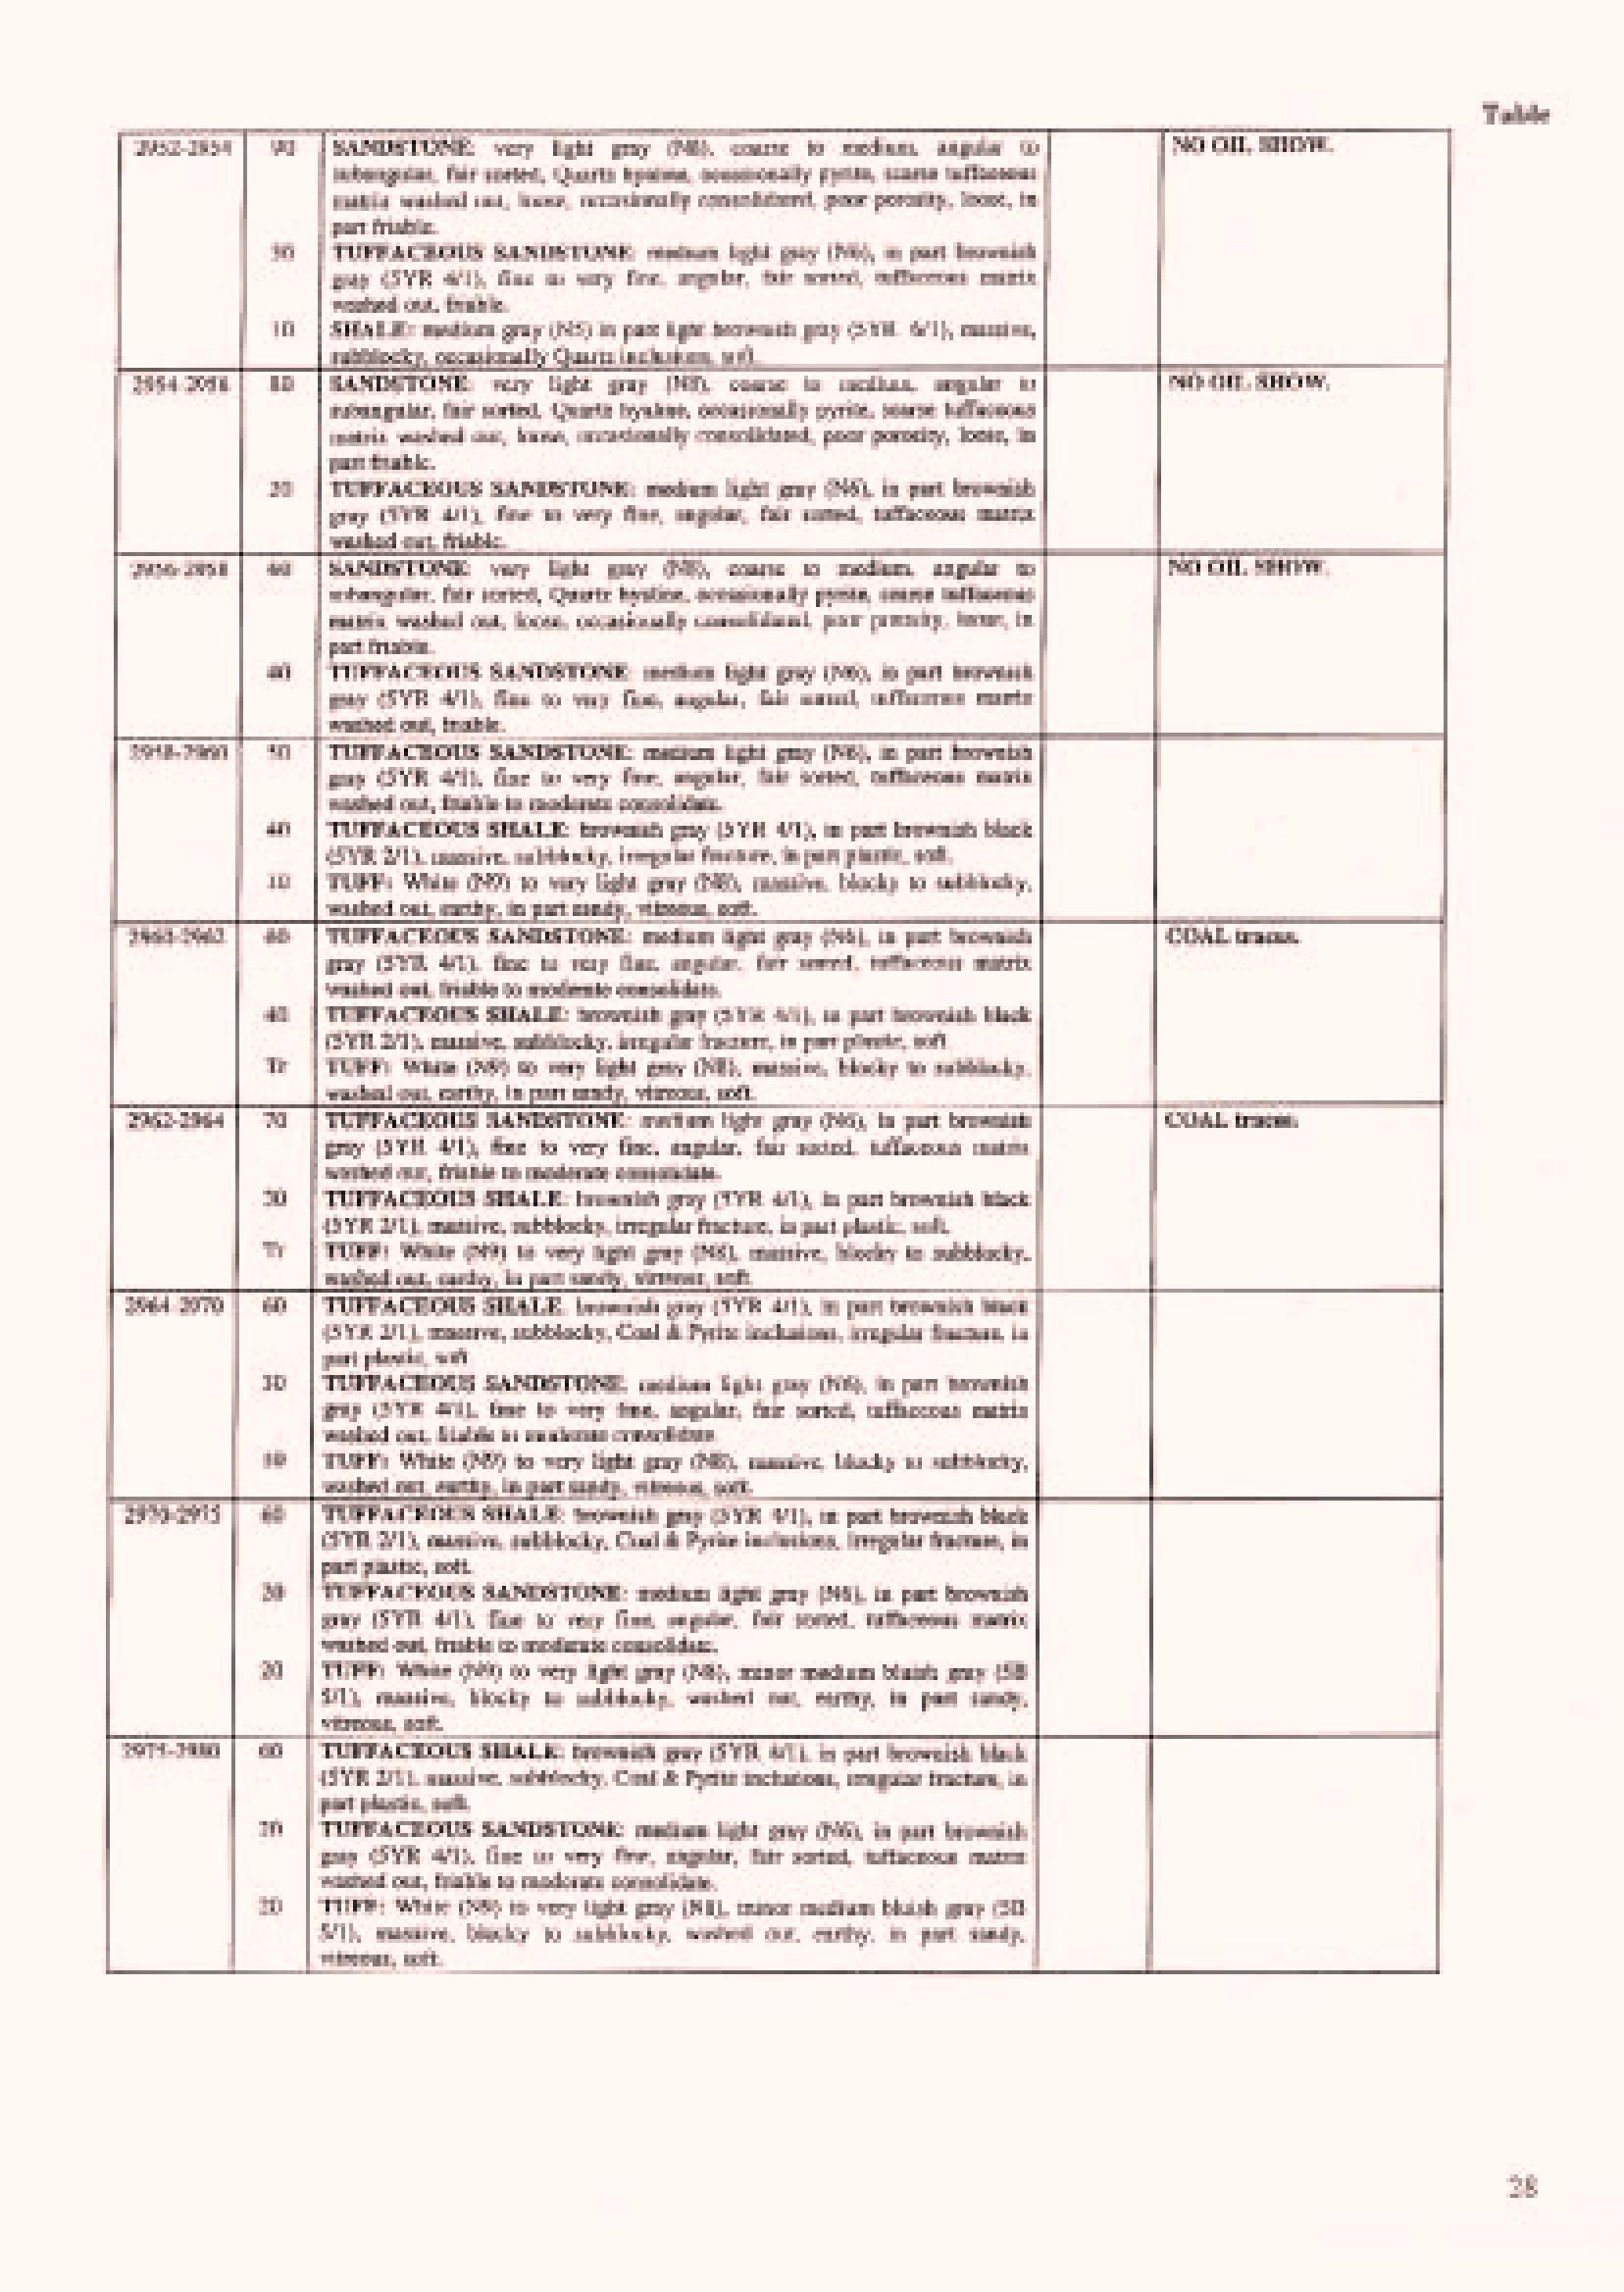 Table
2952-2954 SANDSTONE: very light gray (N8), coarse to medium, angular to NO OIL SHOW.
subangular, fair sorted, Quartz hyaline, occasionally pyrite, scarse tuffaceous
matrix washed out, loose, occasionally consolidated, poor porosity, loose, in
part friable.
TUFFACEOUS SANDSTONE: medium light gray (N6), in part brownish
gray (5YR 4/1), fine to very fine, angular, fair sorted, tuffaceous matrix
washed out, friable.
10 SHALE: medium gray (N5) in part light brownish gray (5YR 6/1), massive,
subblocky, occasionally Quartz inclusion, soft.
2954-2956 80 SANDSTONE: very light gray (N8), coarse to medium, angular to NO OIL SHOW.
subangular, fair sorted, Quartz hyaline, occasionally pyrite, scarse tuffaceous
matrix washed out, loose, occasionally consolidated, poor porosity, loose, in
part friable.
20 TUFFACEOUS SANDSTONE: medium light gray (N6), in part brownish
gray (5YR 4/1), fine to very fine, angular, fair sorted, tuffaceous matrix
washed out, friable.
2956-2958 60 SANDSTONE: very light gray (N8), coarse to medium, angular to NO OIL SHOW.
subangular, fair sorted, Quartz hyaline, occasionally pyrite, scarse tuffaceous
matrix washed out, loose, occasionally consolidated, poor porosity, loose, in
part friable.
40 TUFFACEOUS SANDSTONE: medium light gray (N6), in part brownish
gray (5YR 4/1), fine to very fine, angular, fair sorted, tuffaceous matrix
washed out, friable.
2958-2960 50 TUFFACEOUS SANDSTONE: medium light gray (N6), in part brownish
gray (5YR 4/1), fine to very fine, angular, fair sorted, tuffaceous matrix
washed out, friable to moderate consolidate.
40 TUFFACEOUS SHALE: brownish gray (5YR 4/1), in part brownish black
(5YR 2/1), massive, subblocky, irregular fracture, in part plastic, soft.
10 TUFF: White (N9) to very light gray (N8), massive, blocky to subblocky,
washed out, earthy, in part sandy, vitreous, soft.
2960-2962 60 TUFFACEOUS SANDSTONE: medium light gray (N6), in part brownish COAL traces.
gray (5YR 4/1), fine to very fine, angular, fair sorted, tuffaceous matrix
washed out, friable to moderate consolidate.
40 TUFFACEOUS SHALE: brownish gray (5YR 4/1), in part brownish black
(5YR 2/1), massive, subblocky, irregular fracture, in part plastic, soft
Tr TUFF: White (N9) to very light gray (N8), massive, blocky to subblocky,
washed out, earthy, in part sandy, vitreous, soft.
2962-2964 70 TUFFACEOUS SANDSTONE: medium light gray (N6), in part brownish COAL traces.
gray (5YR 4/1), fine to very fine, angular, fair sorted, tuffaceous matrix
washed out, friable to moderate consolidate.
30 TUFFACEOUS SHALE: brownish gray (5YR 4/1), in part brownish black
(5YR 2/1), massive, subblocky, irregular fracture, in part plastic, soft.
Tr TUFF: White (N9) to very light gray (N8), massive, blocky to subblocky,
washed out, earthy, in part sandy, vitreous, soft.
2964-2970 60 TUFFACEOUS SHALE: brownish gray (5YR 4/1), in part brownish black
(5YR 2/1), massive, subblocky, Coal & Pyrite inclusions, irregular fracture, in
part plastic, soft
30 TUFFACEOUS SANDSTONE: medium light gray (N6), in part brownish
gray (5YR 4/1), fine to very fine, angular, fair sorted, tuffaceous matrix
washed out, friable to moderate consolidate
10 TUFF: White (N9) to very light gray (N8), massive, blocky to subblocky,
washed out, earthy, in part sandy, vitreous, soft.
2970-2975 60 TUFFACEOUS SHALE: brownish gray (5YR 4/1), in part brownish black
(5YR 2/1), massive, subblocky, Coal & Pyrite inclusions, irregular fracture, in
part plastic, soft.
20 TUFFACEOUS SANDSTONE: medium light gray (N6), in part brownish
gray (5YR 4/1), fine to very fine, angular, fair sorted, tuffaceous matrix
washed out, friable to moderate consolidate.
20 TUFF: White (N9) to very light gray (N8), minor medium bluish gray (5B
5/1), massive, blocky to subblocky, washed out, earthy, in part sandy,
vitreous, soft.
2975-2980 60 TUFFACEOUS SHALE: brownish gray (5YR 4/1), in part brownish black
(5YR 2/1), massive, subblocky, Coal & Pyrite inclusions, irregular fracture, in
part plastic, soft.
20 TUFFACEOUS SANDSTONE: medium light gray (N6), in part brownish
gray (5YR 4/1), fine to very fine, angular, fair sorted, tuffaceous matrix
washed out, friable to moderate consolidate.
20 TUFF: White (N9) to very light gray (N8), minor medium bluish gray (5B
5/1), massive, blocky to subblocky, washed out, earthy, in part sandy,
vitreous, soft.
28